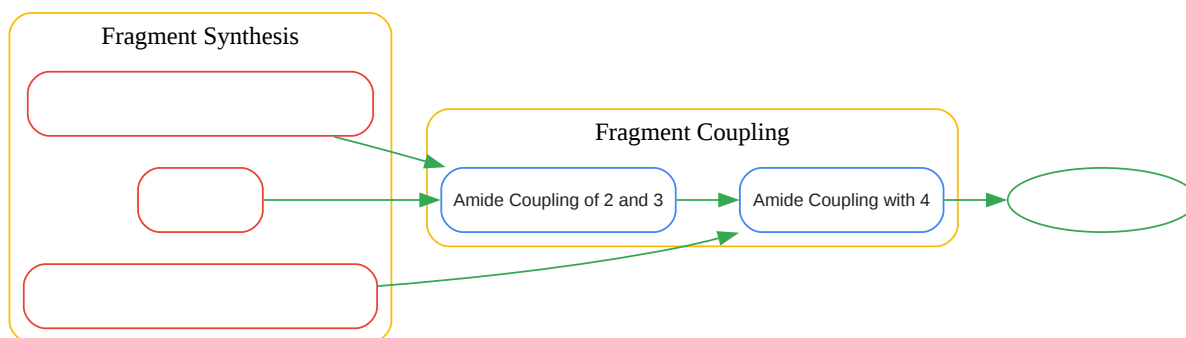 Fragment Synthesis
Fragment Coupling
Amide Coupling of 2 and 3
Amide Coupling with 4